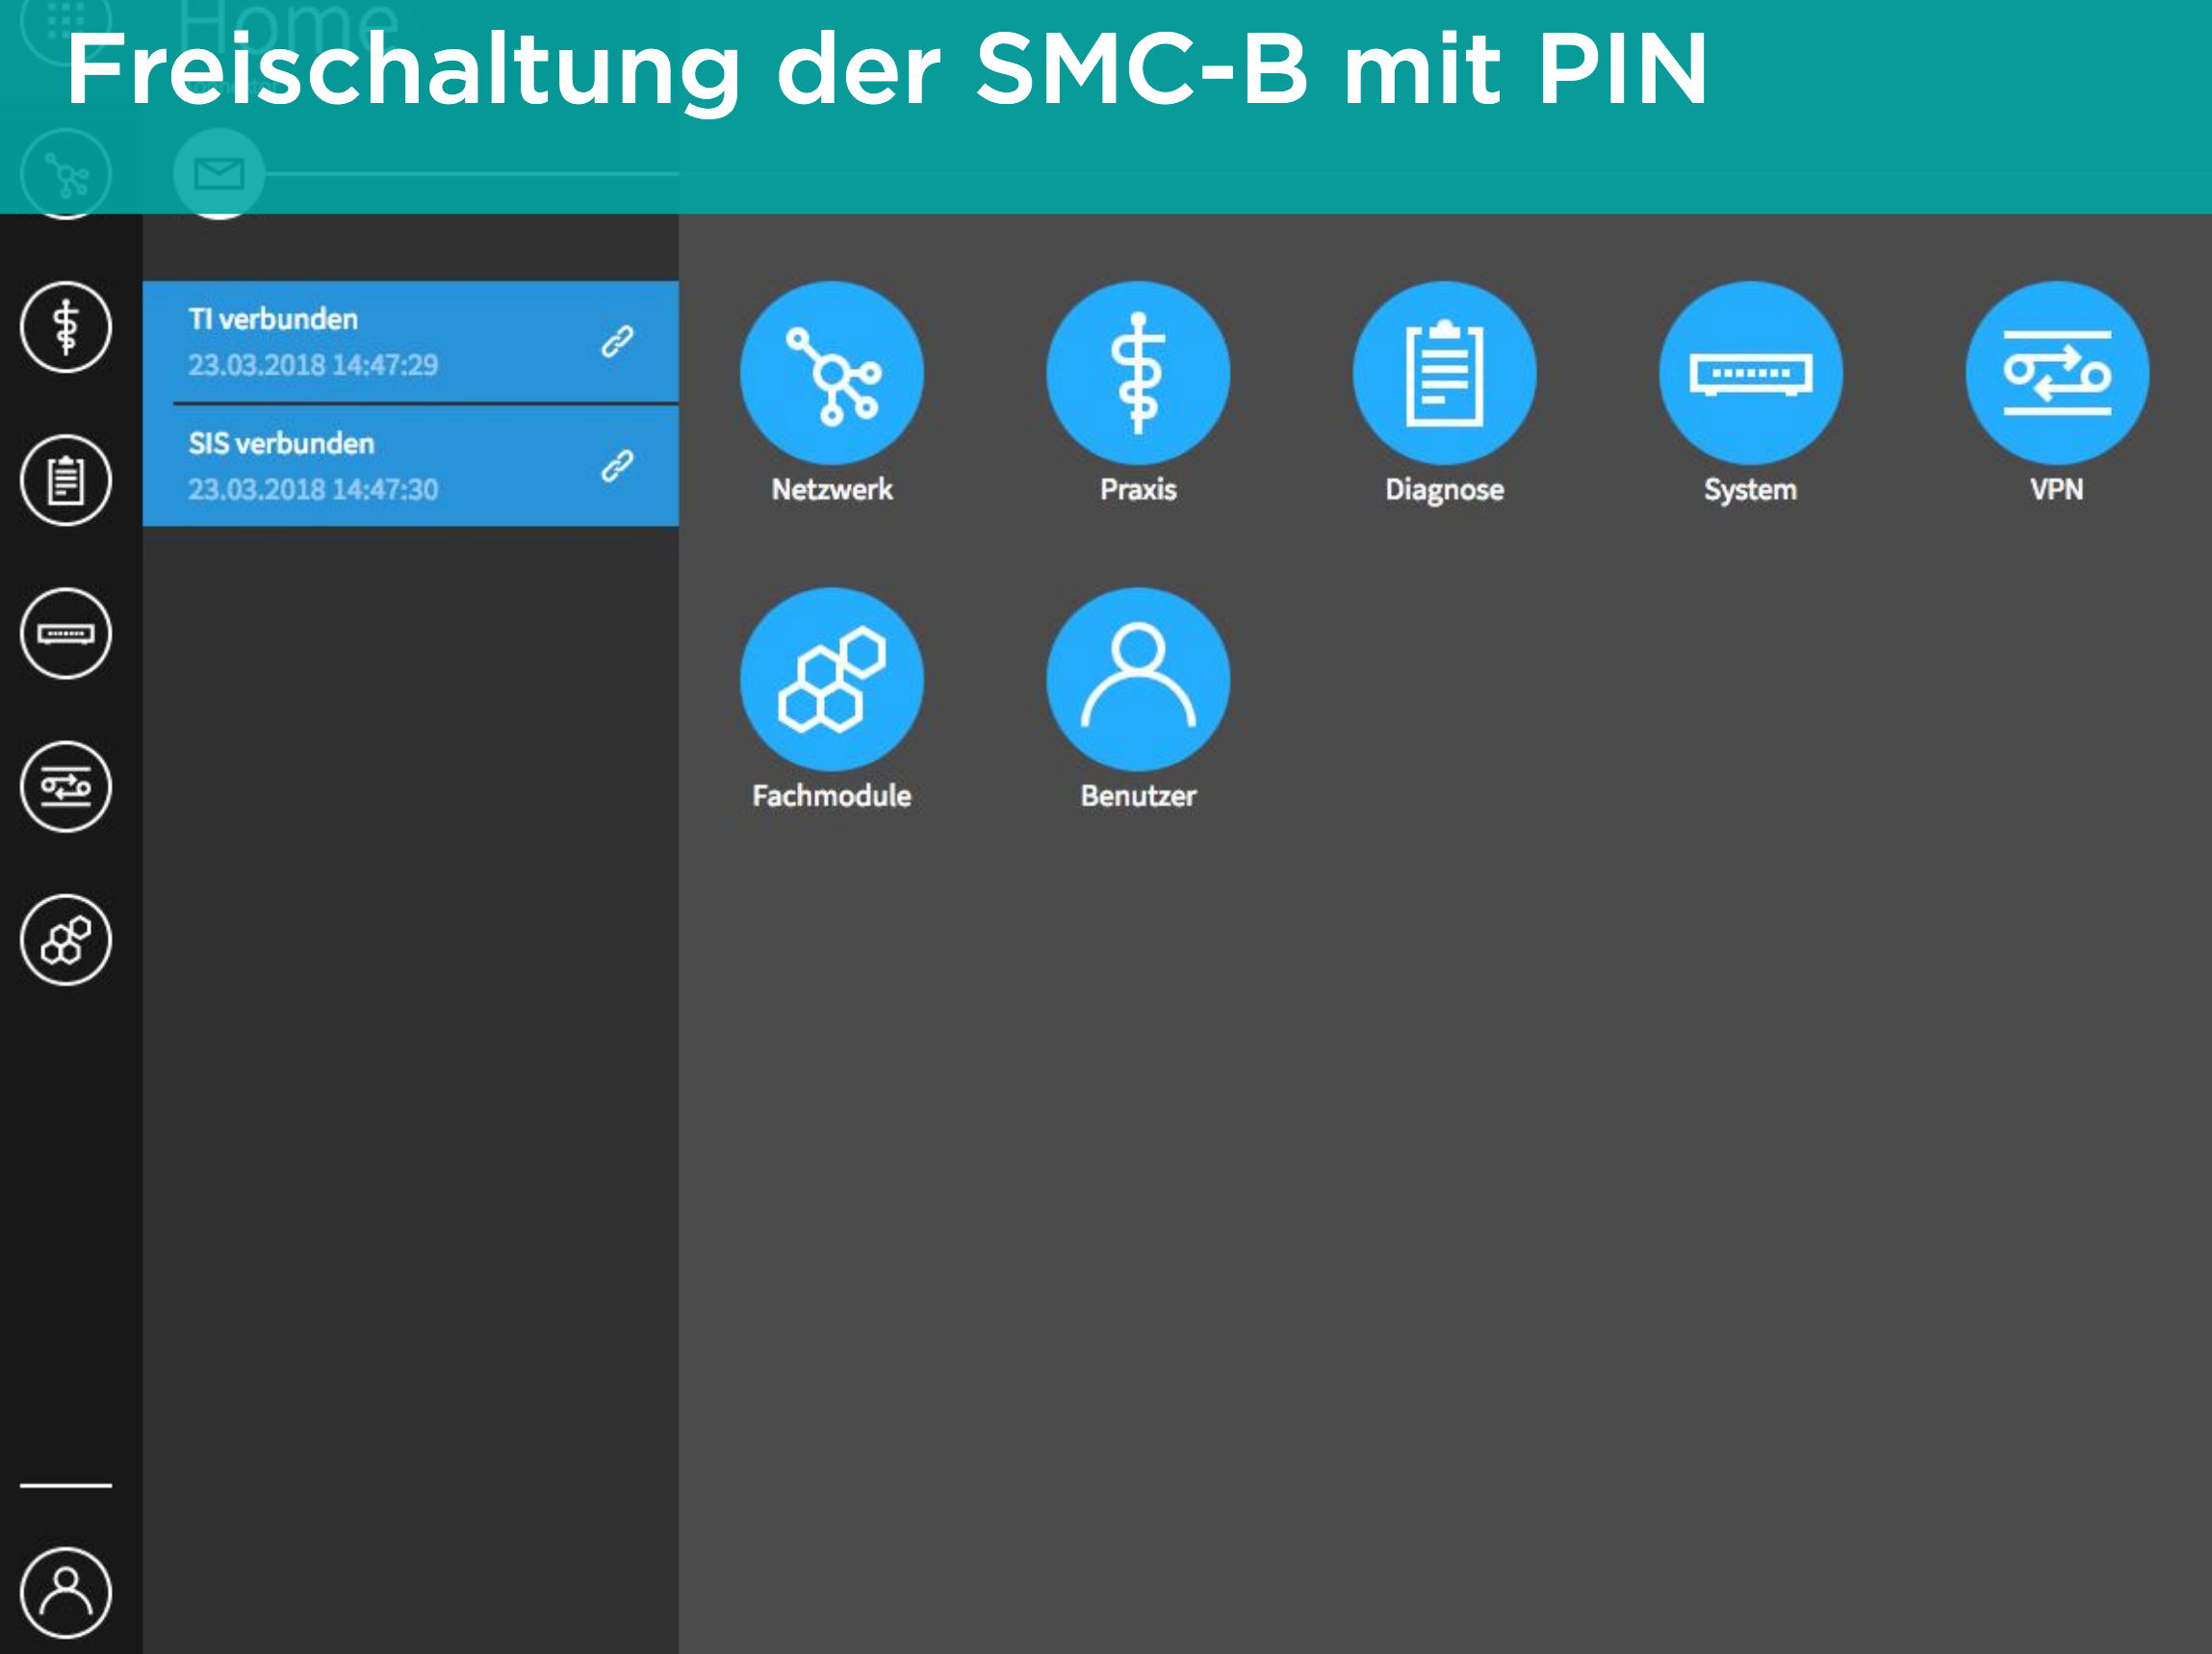 Home
Freischaltung der SMC-B mit PIN
TI verbunden
23.03.2018 14:47:29
SIS verbunden
23.03.2018 14:47:30
Netzwerk
Praxis
Diagnose
System
VPN
Fachmodule
Benutzer